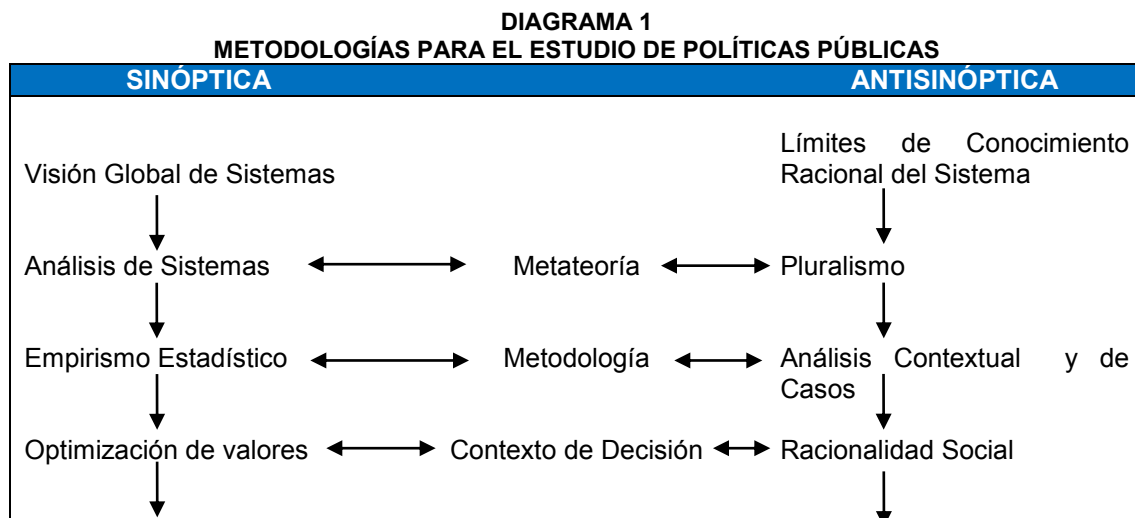 DIAGRAMA 1
METODOLOGÍAS PARA EL ESTUDIO DE POLÍTICAS PÚBLICAS
SINÓPTICA ANTISINÓPTICA
Límites de Conocimiento
Visión Global de Sistemas Racional del Sistema
Análisis de Sistemas Metateoría Pluralismo
Empirismo Estadístico Metodología Análisis Contextual y de
Casos
Optimización de valores Contexto de Decisión Racionalidad Social